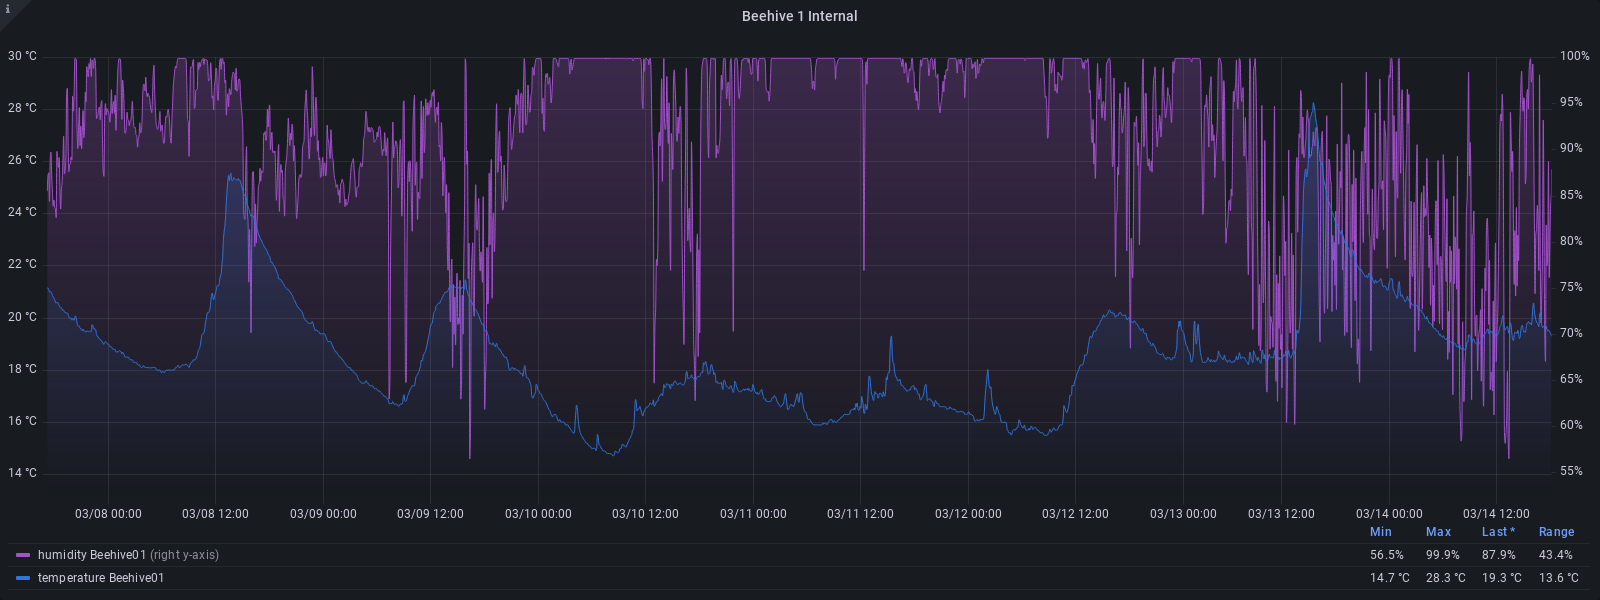 i
Beehive 1 Internal
30 °C 100%
28 °C 95%
26 °C 90%
24 °C 85%
22 °C 80%
20 °C 75%
18 °C 70%
16 °C 65%
14 °C 60%
55%
03/08 00:00 03/08 12:00 03/09 00:00 03/09 12:00 03/10 00:00 03/10 12:00 03/11 00:00 03/11 12:00 03/12 00:00 03/12 12:00 03/13 00:00 03/13 12:00 03/14 00:00 03/14 12:00
Min Max Last * Range
humidity Beehive01 (right y-axis) 56.5% 99.9% 87.9% 43.4%
temperature Beehive01 14.7 °C 28.3 °C 19.3 °C 13.6 °C